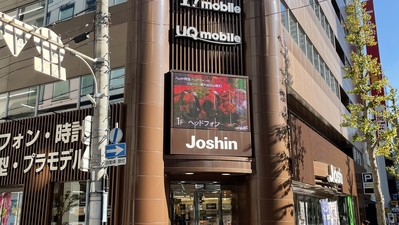 Y! mobile
UQ mobile
1F ヘッドフォン
Joshin
フォン・時計
型・プラモデル
Joshin